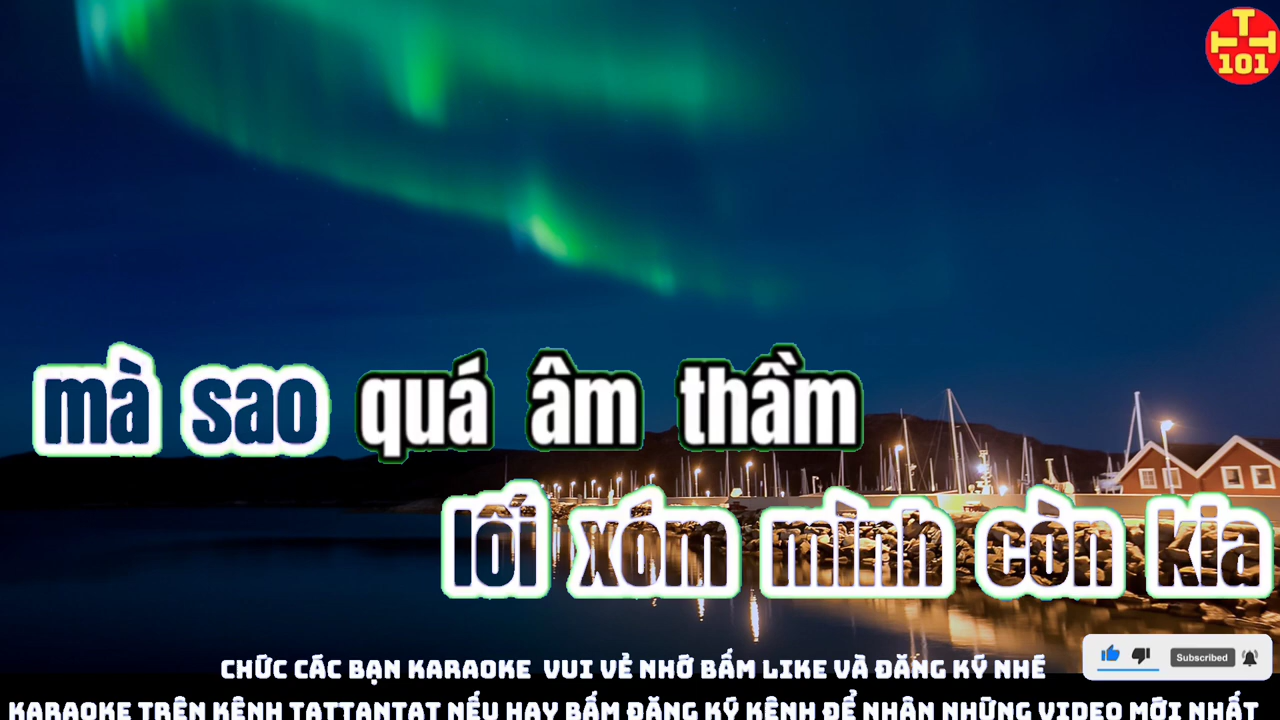 TTH
101
mà sao quá âm thầm
lối xóm mình còn kia
CHÚC CÁC BẠN KARAOKE VUI VẺ NHỚ BẤM LIKE VÀ ĐĂNG KÝ NHÉ
Subscribed
KARAOKE TRÊN KÊNH TATTANTAT NẾU HAY BẤM ĐĂNG KÝ KÊNH ĐỂ NHẬN NHỮNG VIDEO MỚI NHẤT